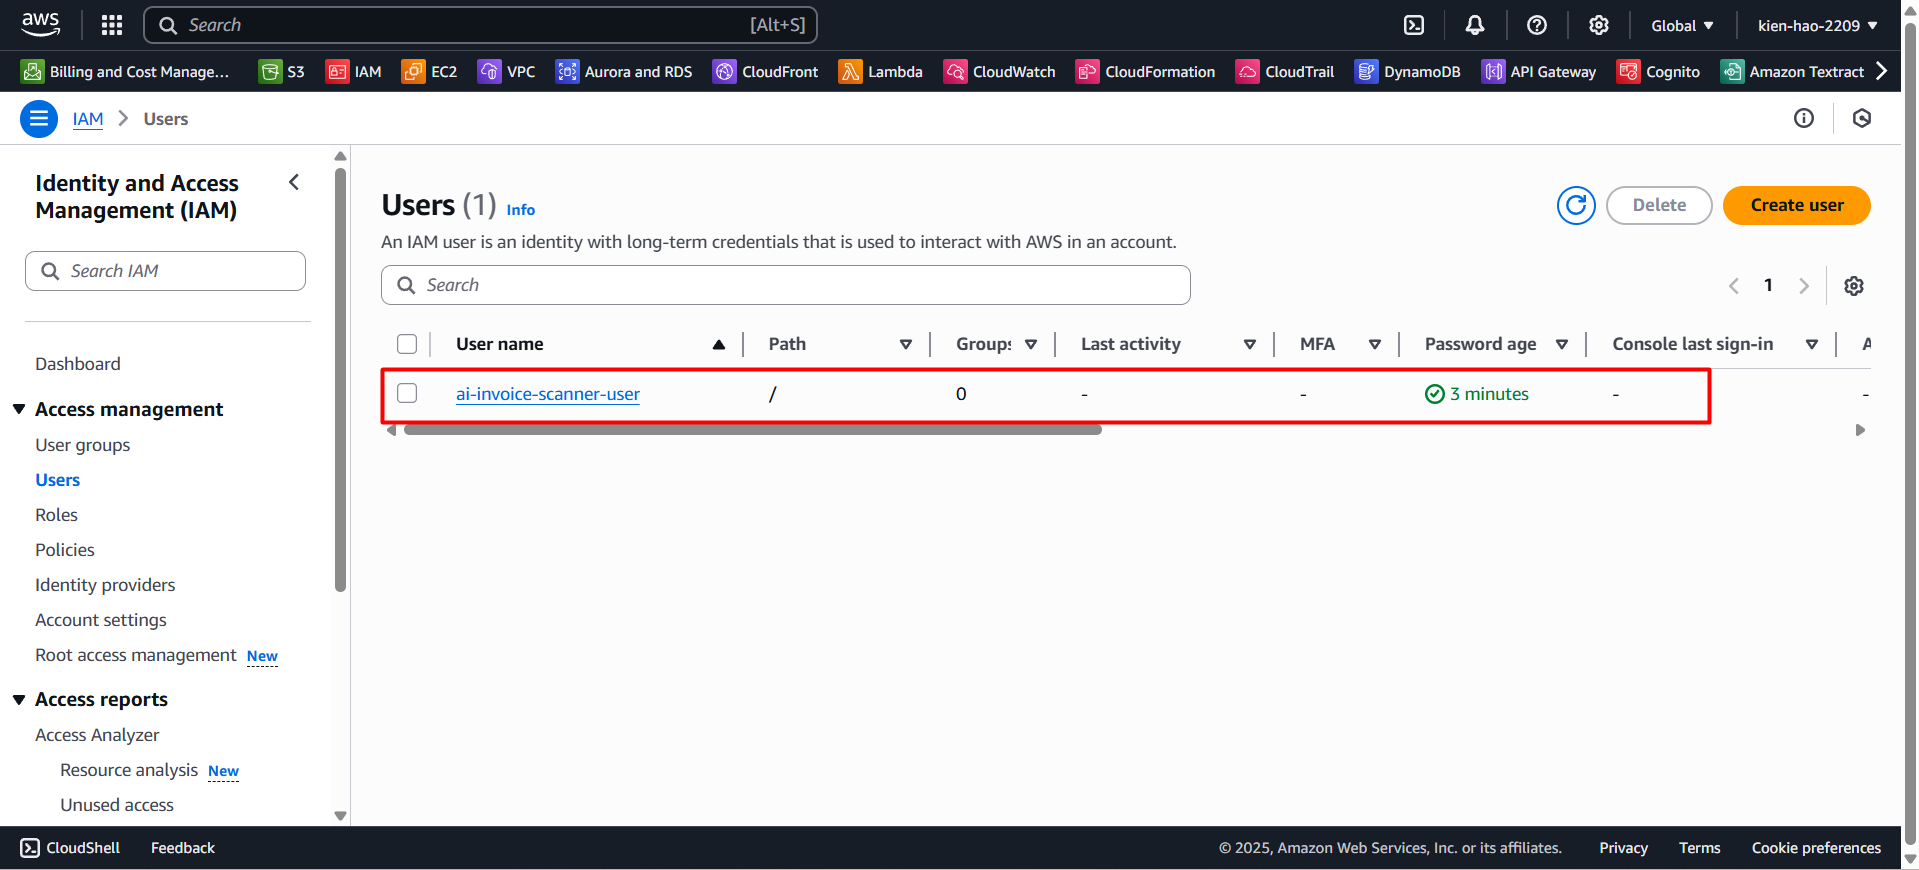 aws
Search
[Alt+S]
Global
kien-hao-2209
Billing and Cost Manage...
S3
IAM
EC2
VPC
Aurora and RDS
CloudFront
Lambda
CloudWatch
CloudFormation
CloudTrail
DynamoDB
API Gateway
Cognito
Amazon Textract
IAM
Users
Identity and Access
Management (IAM)
Search IAM
Dashboard
Access management
User groups
Users
Roles
Policies
Identity providers
Account settings
Root access management New
Access reports
Access Analyzer
Resource analysis New
Unused access
Users (1) Info
Delete
Create user
An IAM user is an identity with long-term credentials that is used to interact with AWS in an account.
Search
1
User name
Path
Groups
Last activity
MFA
Password age
Console last sign-in
A
ai-invoice-scanner-user
/
0
-
-
3 minutes
-
-
CloudShell
Feedback
© 2025, Amazon Web Services, Inc. or its affiliates.
Privacy
Terms
Cookie preferences